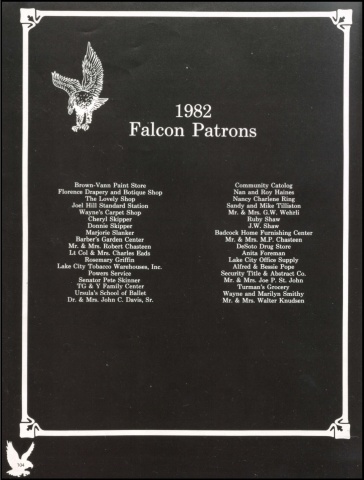 1982
Falcon Patrons
Brown-Vann Paint Store
Florence Drapery and Botique Shop
The Lovely Shop
Joel Hill Standard Station
Wayne's Carpet Shop
Cheryl Skipper
Donnie Skipper
Marjorie Slanker
Barber's Garden Center
Mr. & Mrs. Robert Chasteen
Lt Col & Mrs. Charles Eads
Rosemary Griffin
Lake City Tobacco Warehouses, Inc.
Powers Service
Senator Pete Skinner
TG & Y Family Center
Ursula's School of Ballet
Dr. & Mrs. John C. Davis, Sr.
Community Catolog
Nan and Roy Haines
Nancy Charlene Ring
Sandy and Mike Tilliston
Mr. & Mrs. G.W. Wehrli
Ruby Shaw
J.W. Shaw
Badcock Home Furnishing Center
Mr. & Mrs. M.P. Chasteen
DeSoto Drug Store
Anita Foreman
Lake City Office Supply
Alfred & Bessie Pope
Security Title & Abstract Co.
Mr. & Mrs. Joe P. St. John
Turman's Grocery
Wayne and Marilyn Smithy
Mr. & Mrs. Walter Knudsen